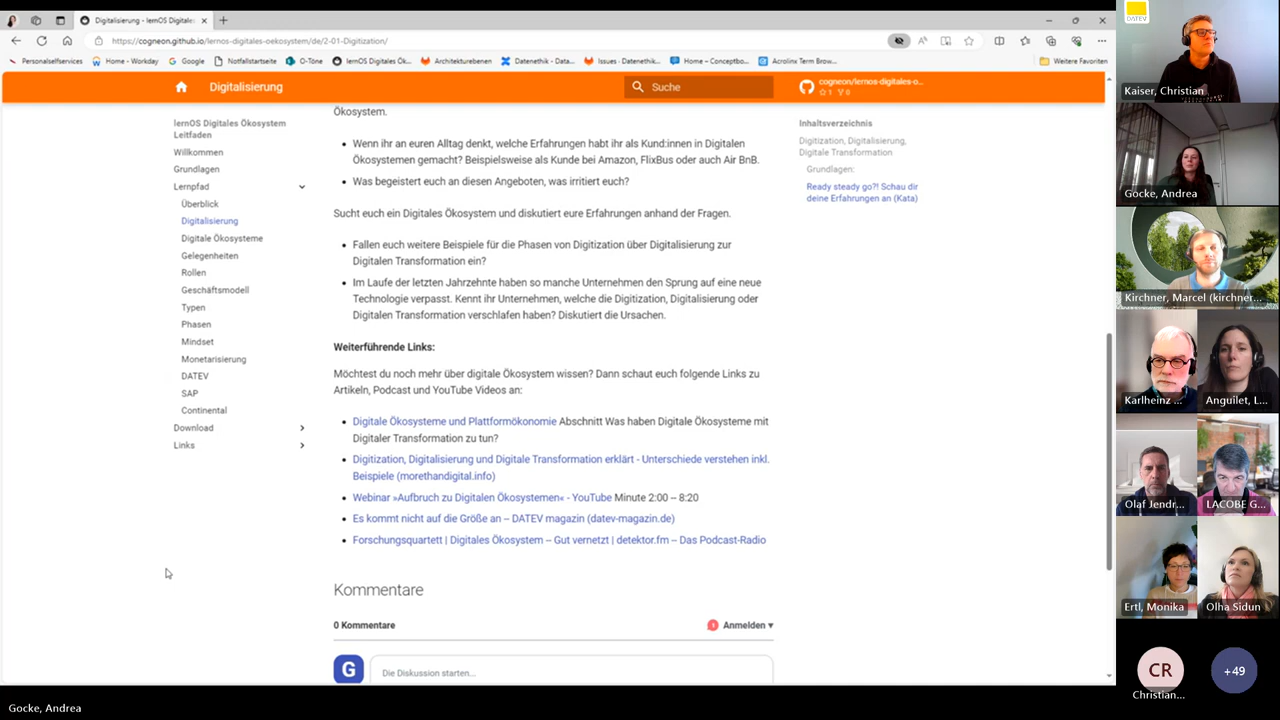 Digitalisierung - lernOS Digitales
https://cogneon.github.io/lernos-digitales-oekosystem/de/2-01-Digitization/
Personalselfservices
Home - Workday
Google
Notfallstartseite
O-Töne
lernOS Digitales Ök...
Architekturebenen
Datenethik - Data...
Issues · Datenethik...
Home – Conceptbo...
Acrolinx Term Brow...
Weitere Favoriten
Digitalisierung
Suche
cogneon/lernos-digitales-o...
1 0
lernOS Digitales Ökosystem
Leitfaden
Willkommen
Grundlagen
Lernpfad
Überblick
Digitalisierung
Digitale Ökosysteme
Gelegenheiten
Rollen
Geschäftsmodell
Typen
Phasen
Mindset
Monetarisierung
DATEV
SAP
Continental
Download
Links
Ökosystem.
• Wenn ihr an euren Alltag denkt, welche Erfahrungen habt ihr als Kund:innen in Digitalen
Ökosystemen gemacht? Beispielsweise als Kunde bei Amazon, FlixBus oder auch Air BnB.
• Was begeistert euch an diesen Angeboten, was irritiert euch?
Sucht euch ein Digitales Ökosystem und diskutiert eure Erfahrungen anhand der Fragen.
• Fallen euch weitere Beispiele für die Phasen von Digitization über Digitalisierung zur
Digitalen Transformation ein?
• Im Laufe der letzten Jahrzehnte haben so manche Unternehmen den Sprung auf eine neue
Technologie verpasst. Kennt ihr Unternehmen, welche die Digitization, Digitalisierung oder
Digitalen Transformation verschlafen haben? Diskutiert die Ursachen.
Weiterführende Links:
Möchtest du noch mehr über digitale Ökosystem wissen? Dann schaut euch folgende Links zu
Artikeln, Podcast und YouTube Videos an:
• Digitale Ökosysteme und Plattformökonomie Abschnitt Was haben Digitale Ökosysteme mit
Digitaler Transformation zu tun?
• Digitization, Digitalisierung und Digitale Transformation erklärt - Unterschiede verstehen inkl.
Beispiele (morethandigital.info)
• Webinar »Aufbruch zu Digitalen Ökosystemen« - YouTube Minute 2:00 – 8:20
• Es kommt nicht auf die Größe an – DATEV magazin (datev-magazin.de)
• Forschungsquartett | Digitales Ökosystem – Gut vernetzt | detektor.fm – Das Podcast-Radio
Kommentare
0 Kommentare
1 Anmelden
G
Die Diskussion starten...
Inhaltsverzeichnis
Digitization, Digitalisierung,
Digitale Transformation
Grundlagen:
Ready steady go?! Schau dir
deine Erfahrungen an (Kata)
DATEV
Kaiser, Christian
Gocke, Andrea
Kirchner, Marcel (kirchner...
Karlheinz ...
Anguilet, L...
Olaf Jendr...
LACOBE G...
Ertl, Monika
Olha Sidun
CR
Christian...
+49
Gocke, Andrea